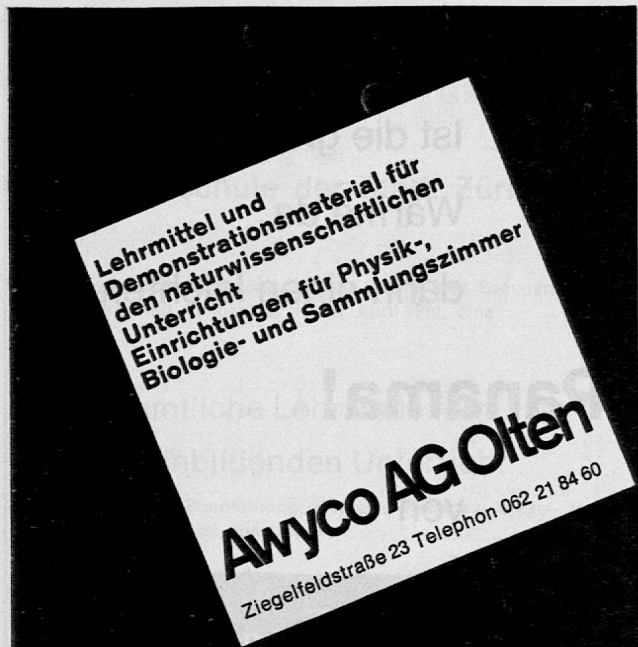 Lehrmittel und
Demonstrationsmaterial für
den naturwissenschaftlichen
Unterricht
Einrichtungen für Physik-,
Biologie- und Sammlungszimmer
Awyco AG Olten
Ziegelfeldstraße 23 Telephon 062 21 84 60